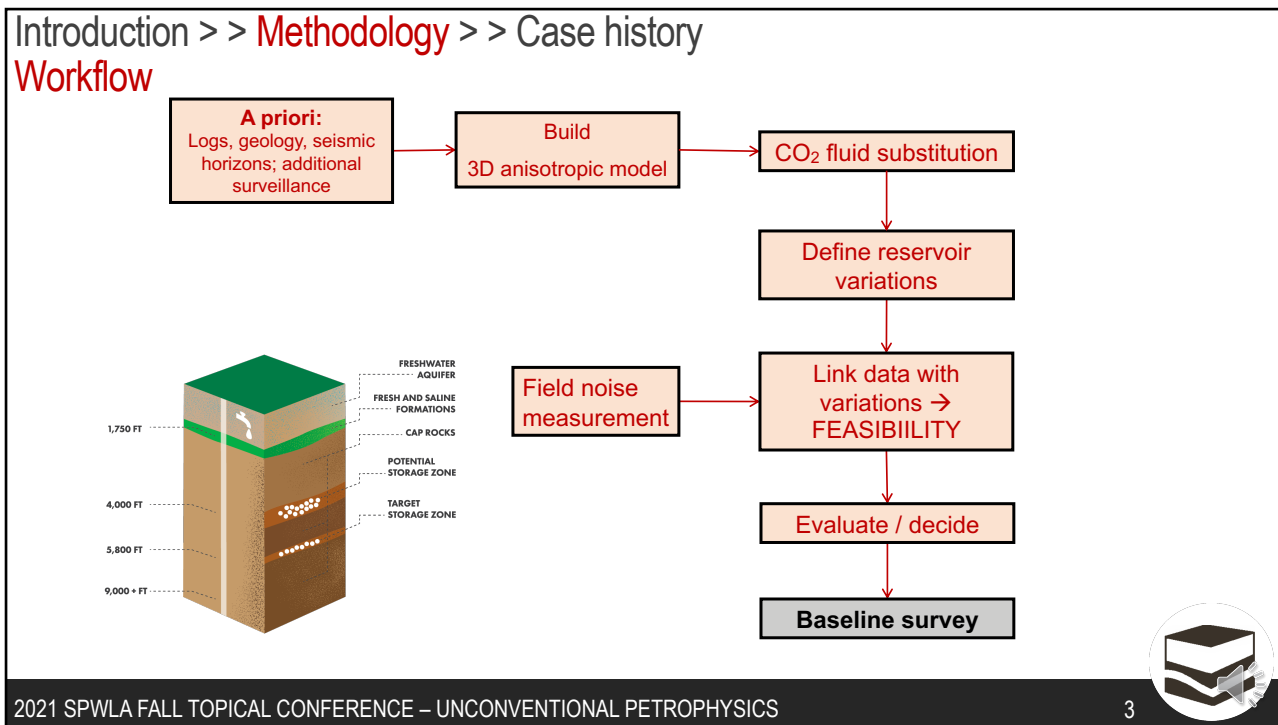 Introduction > > Methodology > > Case history
Workflow
A priori:
Logs, geology, seismic
horizons; additional
surveillance
Build
3D anisotropic model
CO₂ fluid substitution
Define reservoir
variations
Field noise
measurement
Link data with
variations →
FEASIBIILITY
Evaluate / decide
Baseline survey
FRESHWATER
AQUIFER
FRESH AND SALINE
FORMATIONS
1,750 FT
CAP ROCKS
POTENTIAL
STORAGE ZONE
4,000 FT
TARGET
STORAGE ZONE
5,800 FT
9,000 + FT
2021 SPWLA FALL TOPICAL CONFERENCE – UNCONVENTIONAL PETROPHYSICS
3